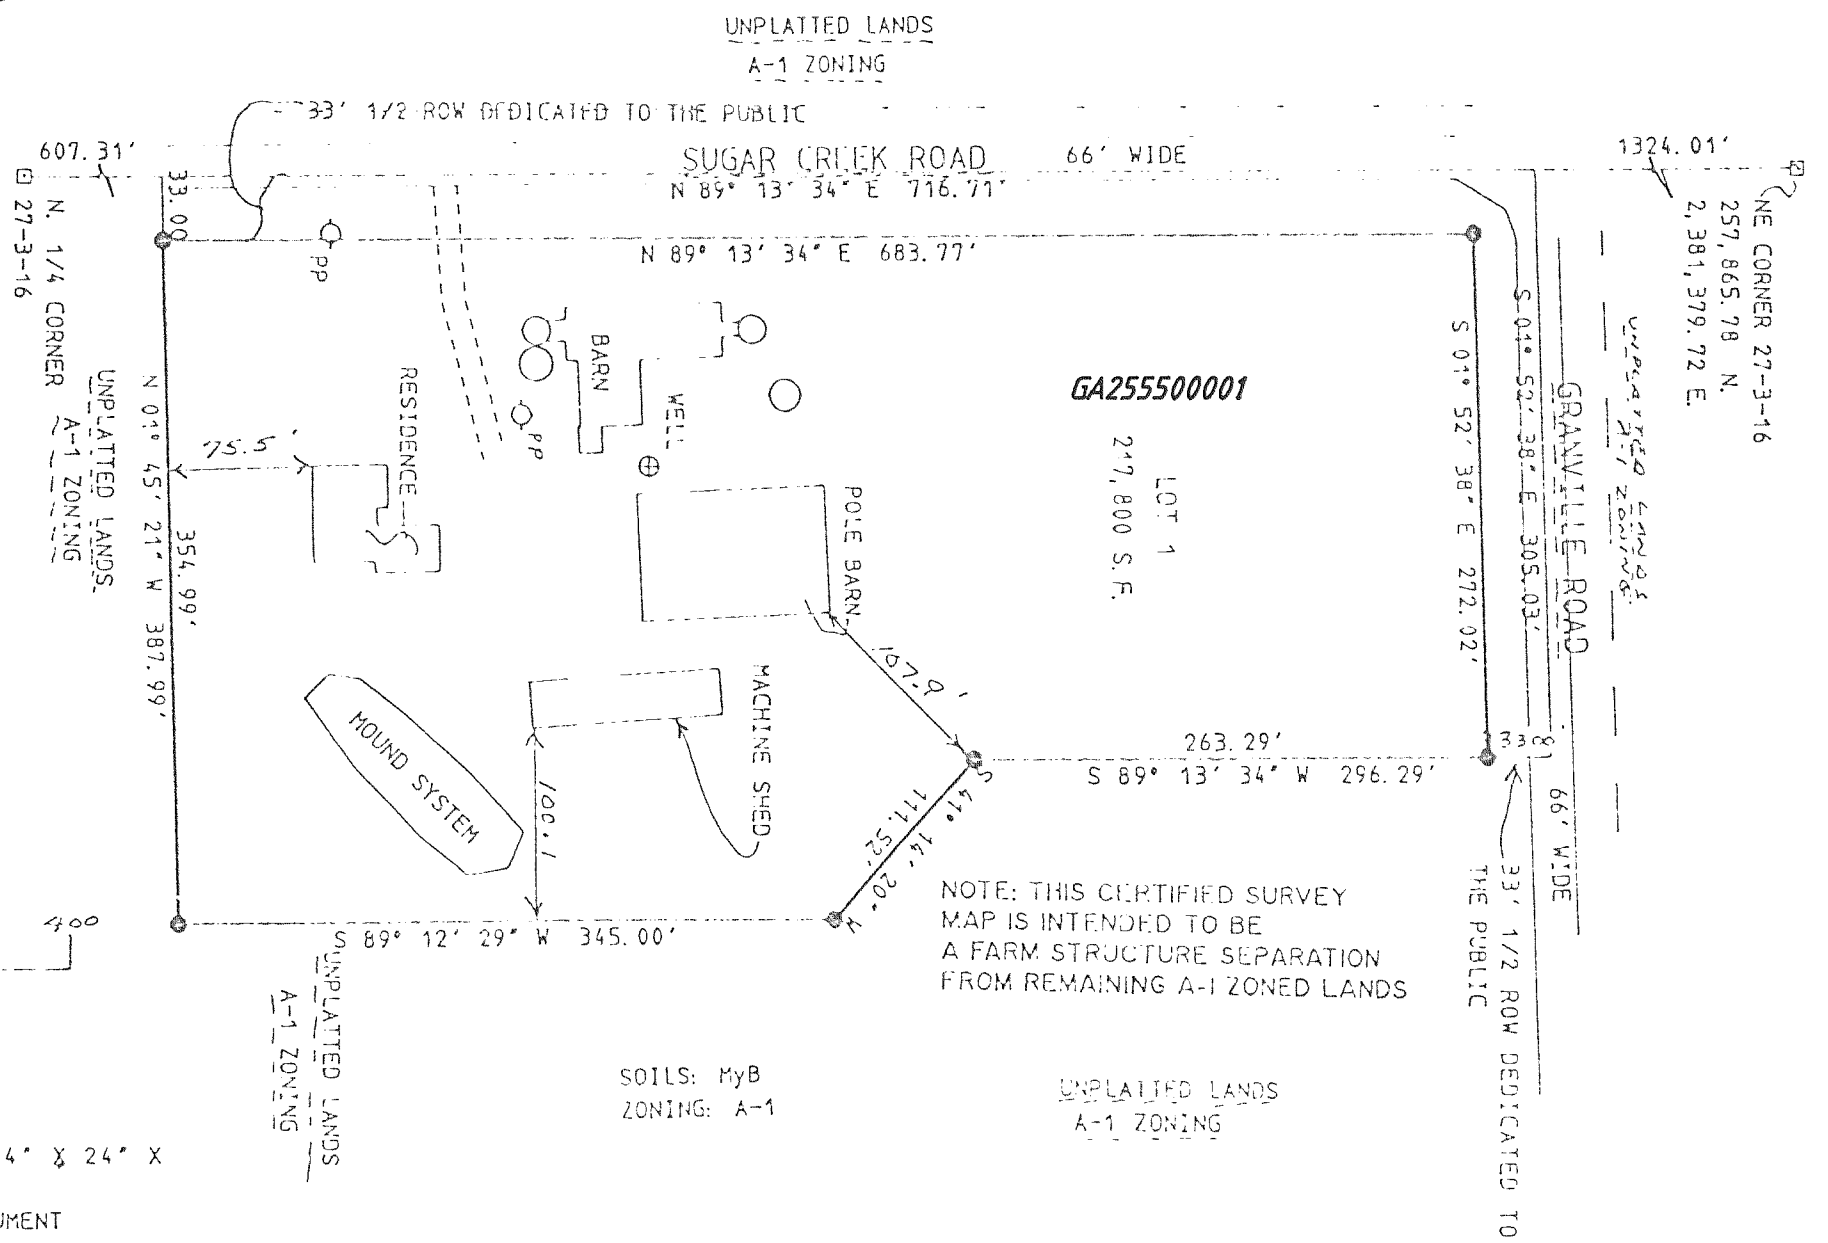 UNPLATTED LANDS
A-1 ZONING
33' 1/2 ROW DEDICATED TO THE PUBLIC
607.31'
SUGAR CREEK ROAD 66' WIDE
1324.01'
N 89° 13' 34" E 716.71'
33.00
N 89° 13' 34" E 683.77'
NE CORNER 27-3-16
257,865.78 N.
2,381,379.72 E.
N. 1/4 CORNER
27-3-16
PP
UNPLATTED LANDS
A-1 ZONING
GRANVILLE ROAD
S 01° 52' 38" E 305.03'
S 01° 52' 38" E 272.02'
BARN
WELL
PP
RESIDENCE
GA255500001
LOT 1
217,800 S.F.
75.5'
UNPLATTED LANDS
A-1 ZONING
N 01° 45' 21" W 387.99'
354.99'
POLE BARN
167.9'
MACHINE SHED
MOUND SYSTEM
100.1
263.29'
S 89° 13' 34" W 296.29'
33
66' WIDE
33' 1/2 ROW DEDICATED TO
THE PUBLIC
S 41° 14' 20" W
111.52'
NOTE: THIS CERTIFIED SURVEY
MAP IS INTENDED TO BE
A FARM STRUCTURE SEPARATION
FROM REMAINING A-1 ZONED LANDS
400
S 89° 12' 29" W 345.00'
UNPLATTED LANDS
A-1 ZONING
SOILS: MyB
ZONING: A-1
UNPLATTED LANDS
A-1 ZONING
4" X 24" X
UMENT